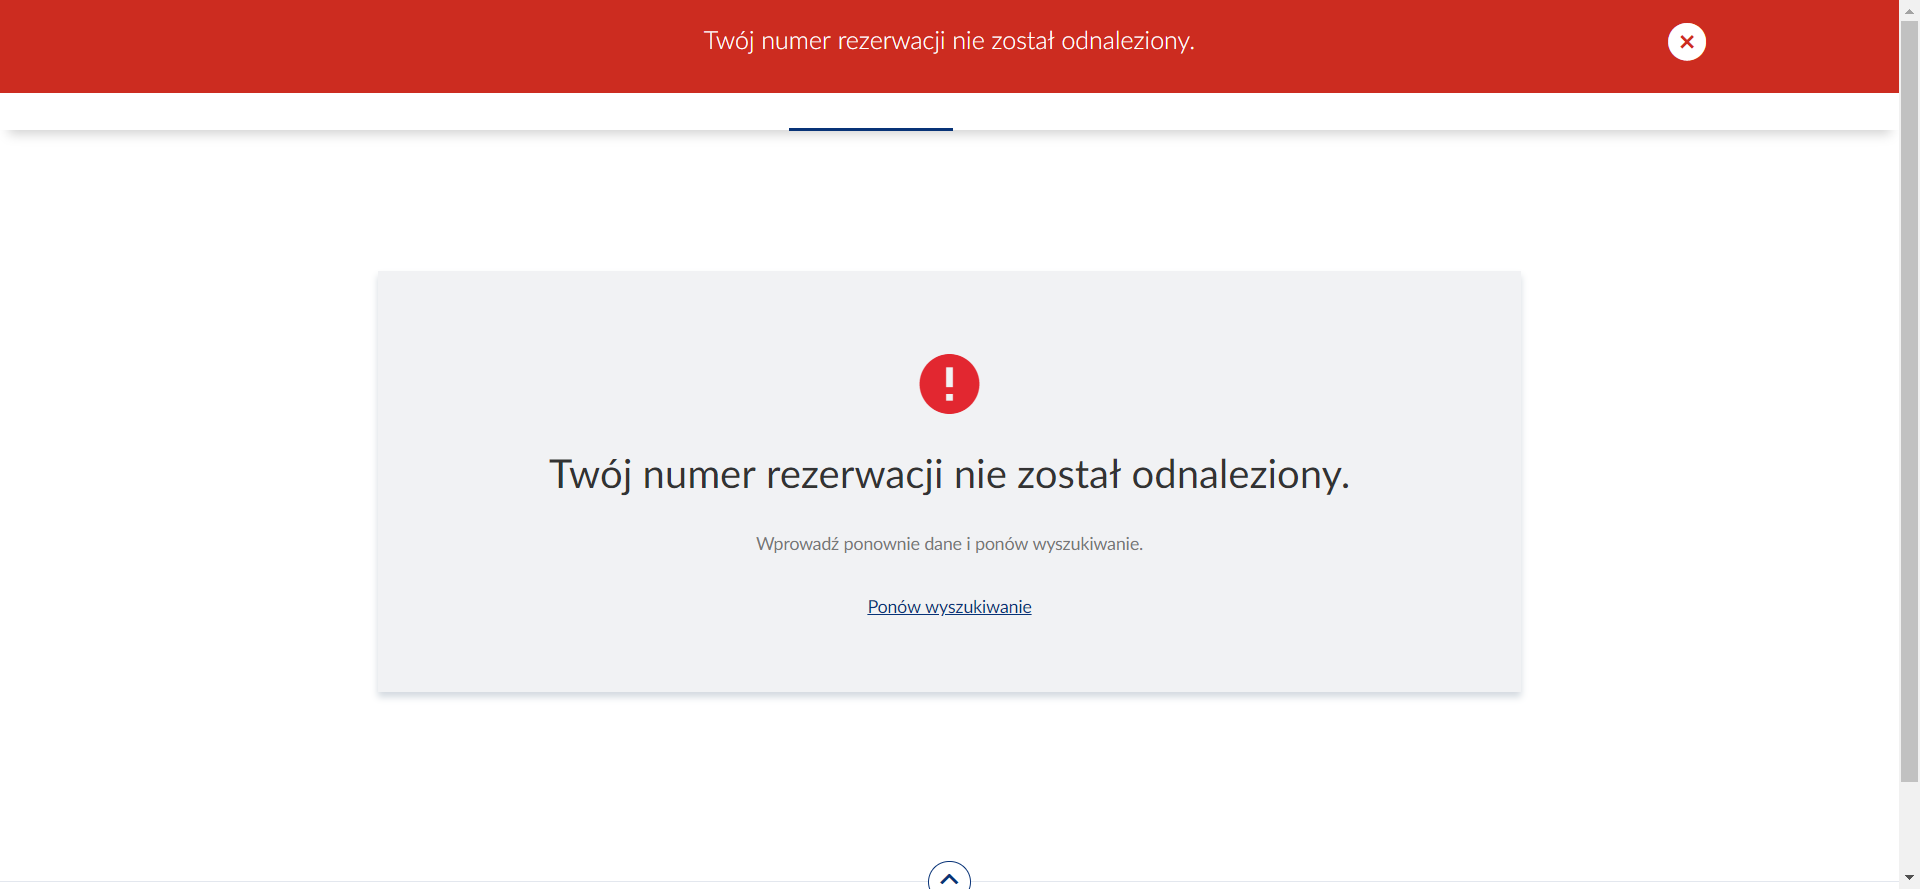 Twój numer rezerwacji nie został odnaleziony.
Twój numer rezerwacji nie został odnaleziony.
Wprowadź ponownie dane i ponów wyszukiwanie.
Ponów wyszukiwanie